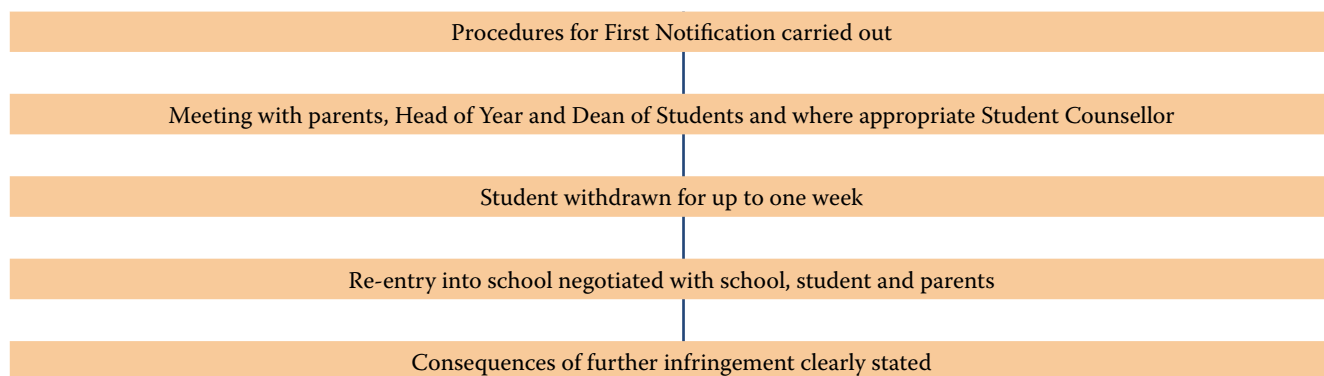 Procedures for First Notification carried out
Meeting with parents, Head of Year and Dean of Students and where appropriate Student Counsellor
Student withdrawn for up to one week
Re-entry into school negotiated with school, student and parents
Consequences of further infringement clearly stated